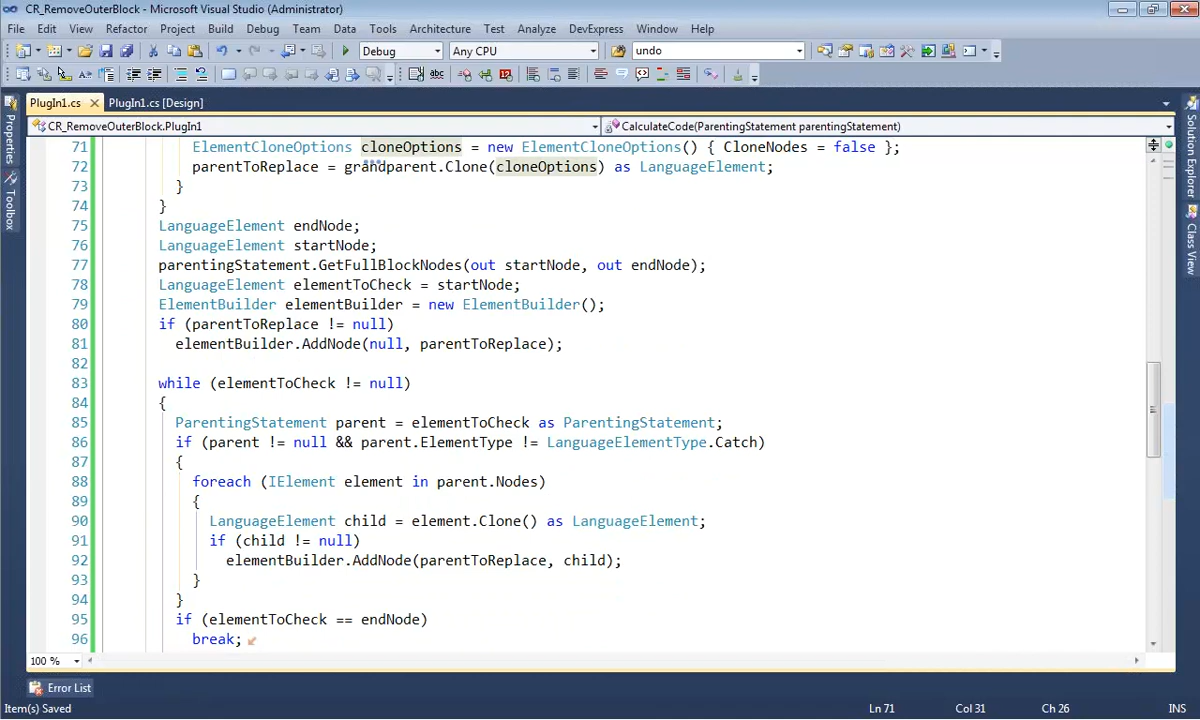 CR_RemoveOuterBlock - Microsoft Visual Studio (Administrator)
File Edit View Refactor Project Build Debug Team Data Tools Architecture Test Analyze DevExpress Window Help
Debug Any CPU undo
PlugIn1.cs PlugIn1.cs [Design]
CR_RemoveOuterBlock.PlugIn1 CalculateCode(ParentingStatement parentingStatement)
Properties
Toolbox
Solution Explorer
Class View
71 ElementCloneOptions cloneOptions = new ElementCloneOptions() { CloneNodes = false };
72 parentToReplace = grandparent.Clone(cloneOptions) as LanguageElement;
73 }
74 }
75 LanguageElement endNode;
76 LanguageElement startNode;
77 parentingStatement.GetFullBlockNodes(out startNode, out endNode);
78 LanguageElement elementToCheck = startNode;
79 ElementBuilder elementBuilder = new ElementBuilder();
80 if (parentToReplace != null)
81 elementBuilder.AddNode(null, parentToReplace);
82
83 while (elementToCheck != null)
84 {
85 ParentingStatement parent = elementToCheck as ParentingStatement;
86 if (parent != null && parent.ElementType != LanguageElementType.Catch)
87 {
88 foreach (IElement element in parent.Nodes)
89 {
90 LanguageElement child = element.Clone() as LanguageElement;
91 if (child != null)
92 elementBuilder.AddNode(parentToReplace, child);
93 }
94 }
95 if (elementToCheck == endNode)
96 break;
100 %
Error List
Item(s) Saved Ln 71 Col 31 Ch 26 INS